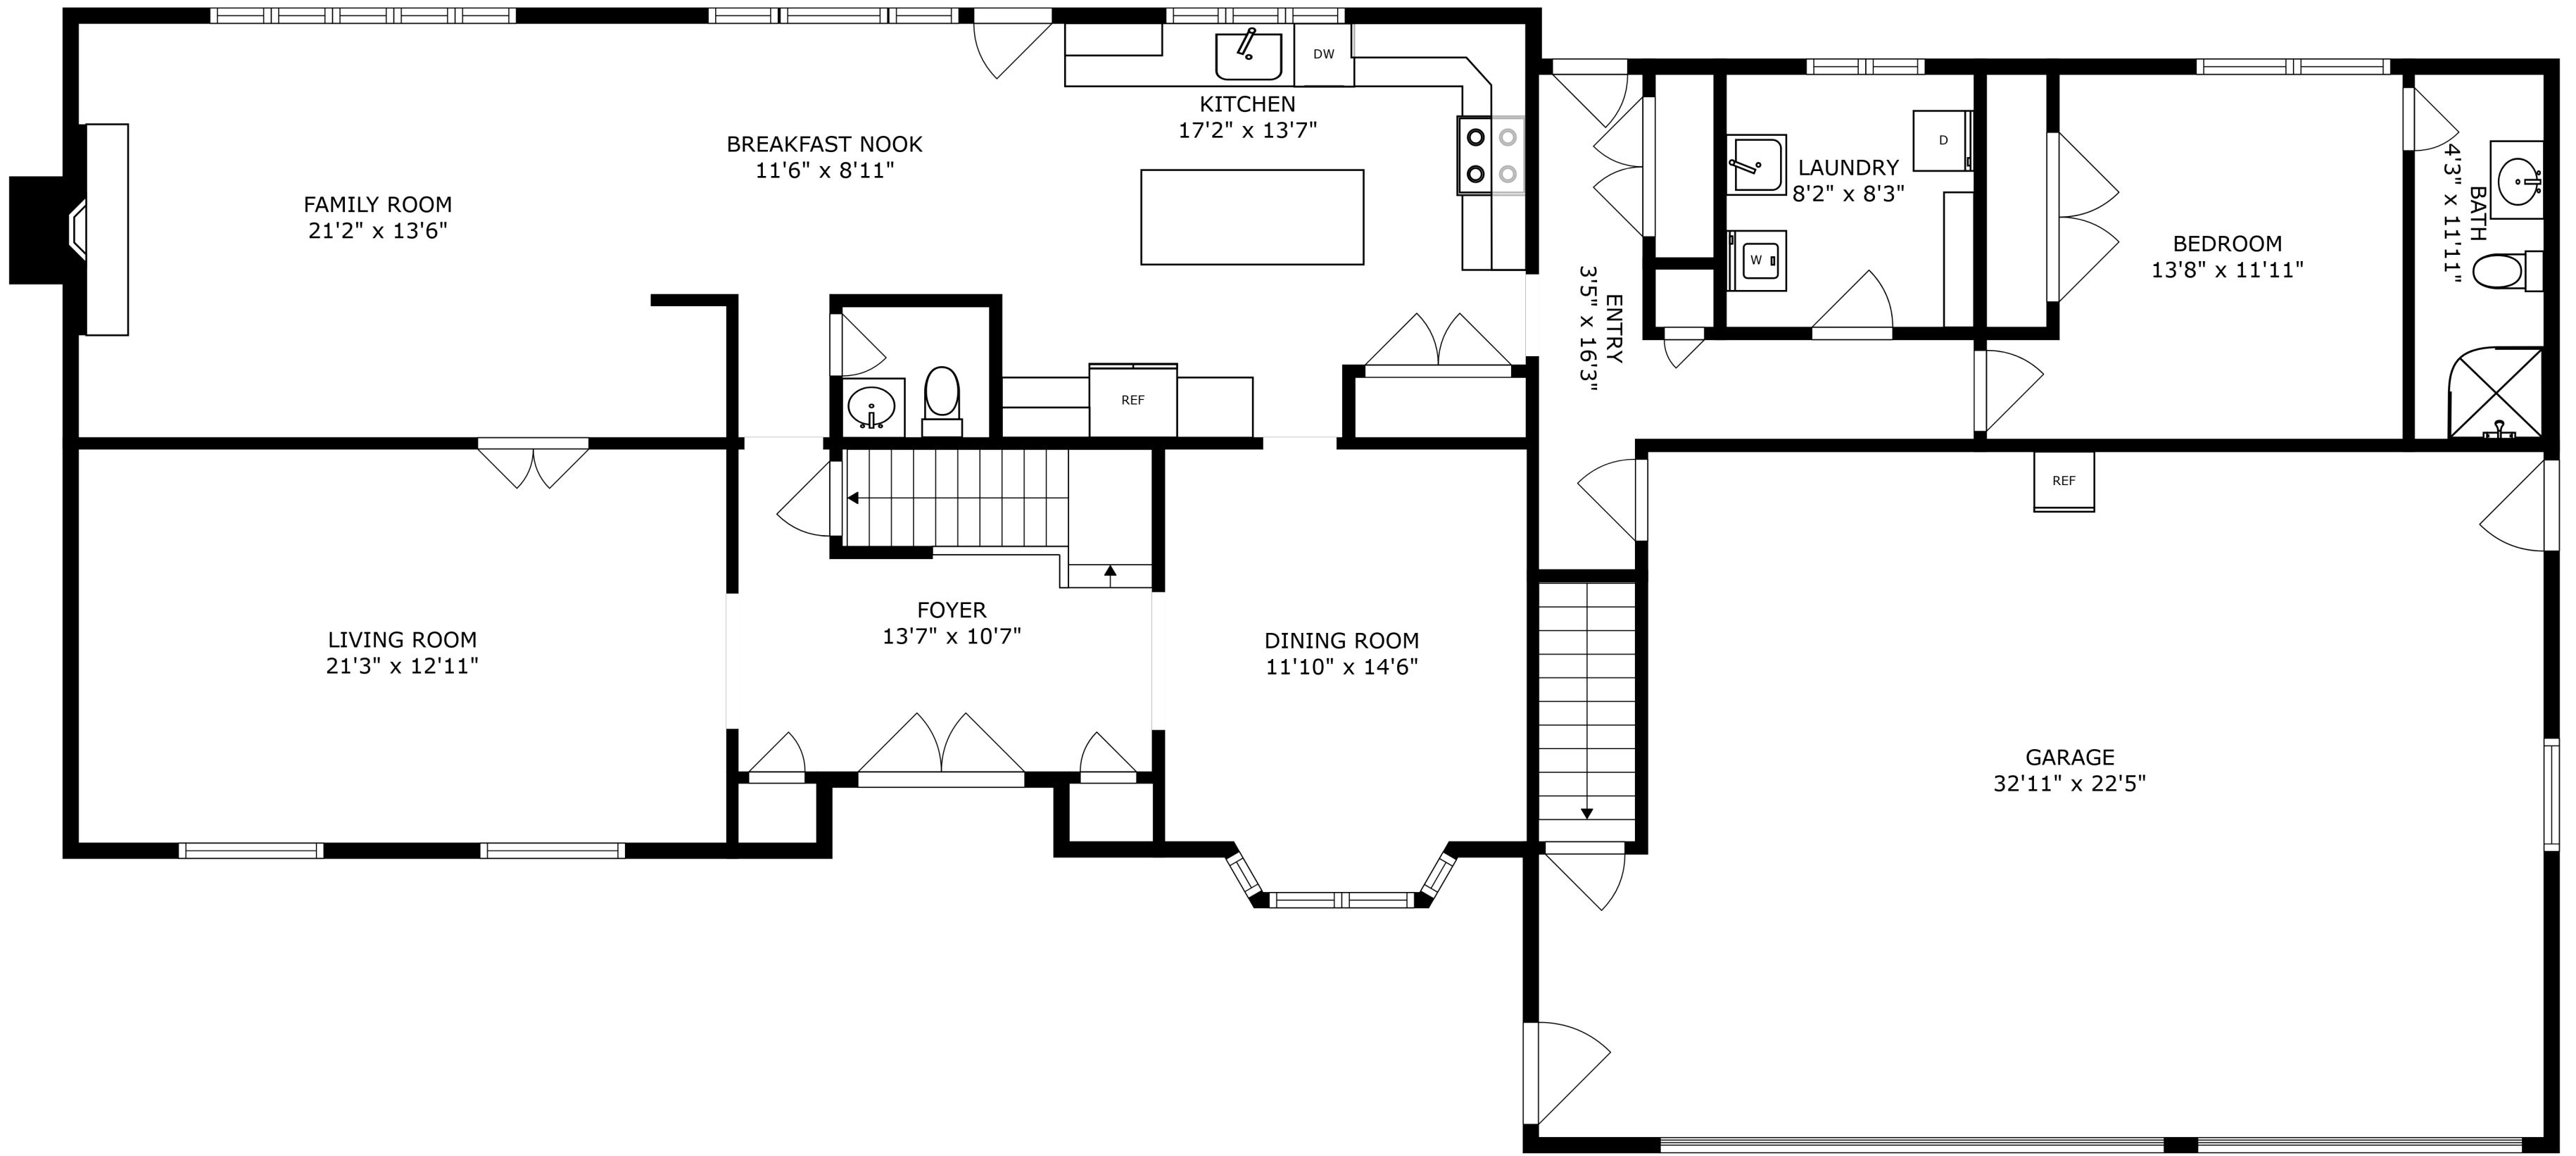 FAMILY ROOM
21'2" x 13'6"
BREAKFAST NOOK
11'6" x 8'11"
KITCHEN
17'2" x 13'7"
DW
REF
ENTRY
3'5" x 16'3"
LAUNDRY
8'2" x 8'3"
D
W
BEDROOM
13'8" x 11'11"
BATH
4'3" x 11'11"
LIVING ROOM
21'3" x 12'11"
FOYER
13'7" x 10'7"
DINING ROOM
11'10" x 14'6"
REF
GARAGE
32'11" x 22'5"